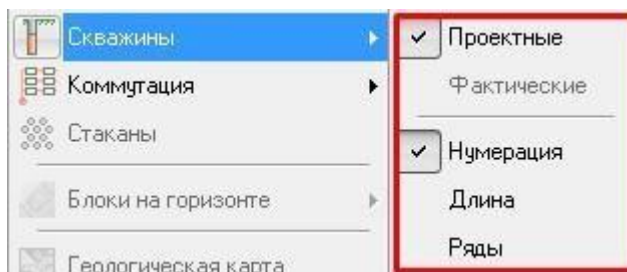 Скважины
Коммутация
Стаканы
Блоки на горизонте
Геологическая карта
Проектные
Фактические
Нумерация
Длина
Ряды